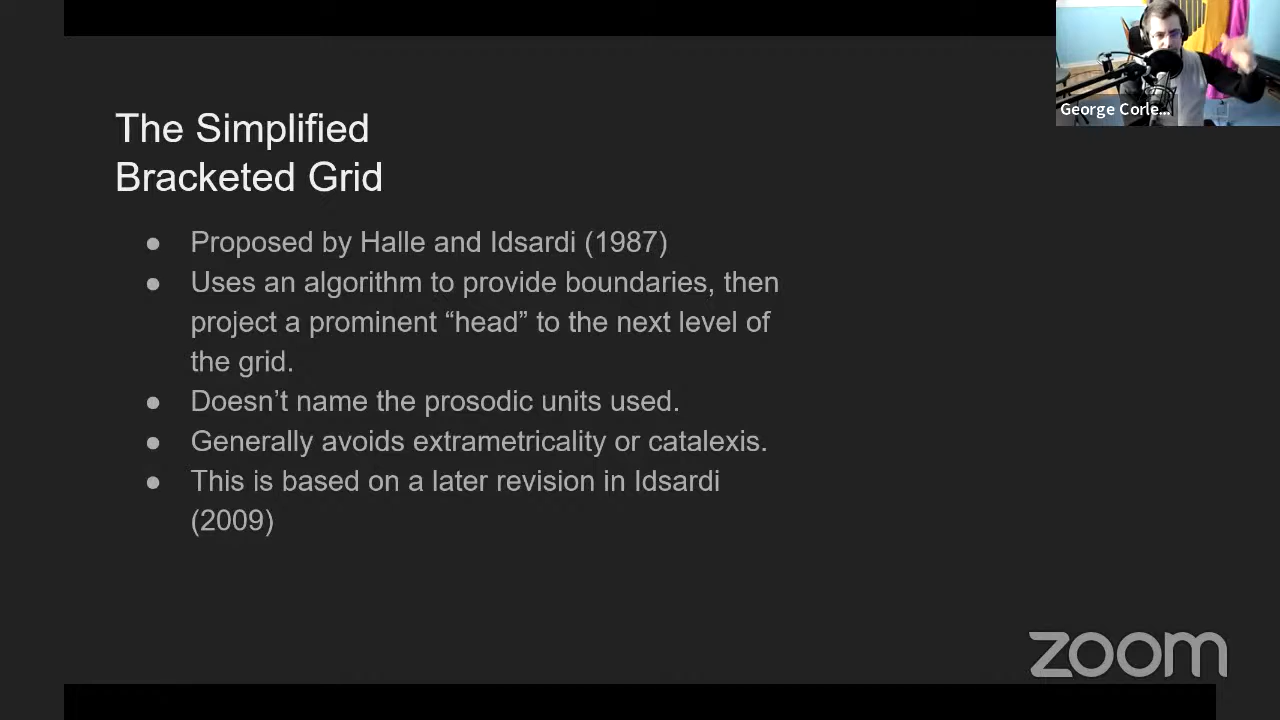 George Corle...
The Simplified
Bracketed Grid
● Proposed by Halle and Idsardi (1987)
● Uses an algorithm to provide boundaries, then
project a prominent “head” to the next level of
the grid.
● Doesn’t name the prosodic units used.
● Generally avoids extrametricality or catalexis.
● This is based on a later revision in Idsardi
(2009)
zoom